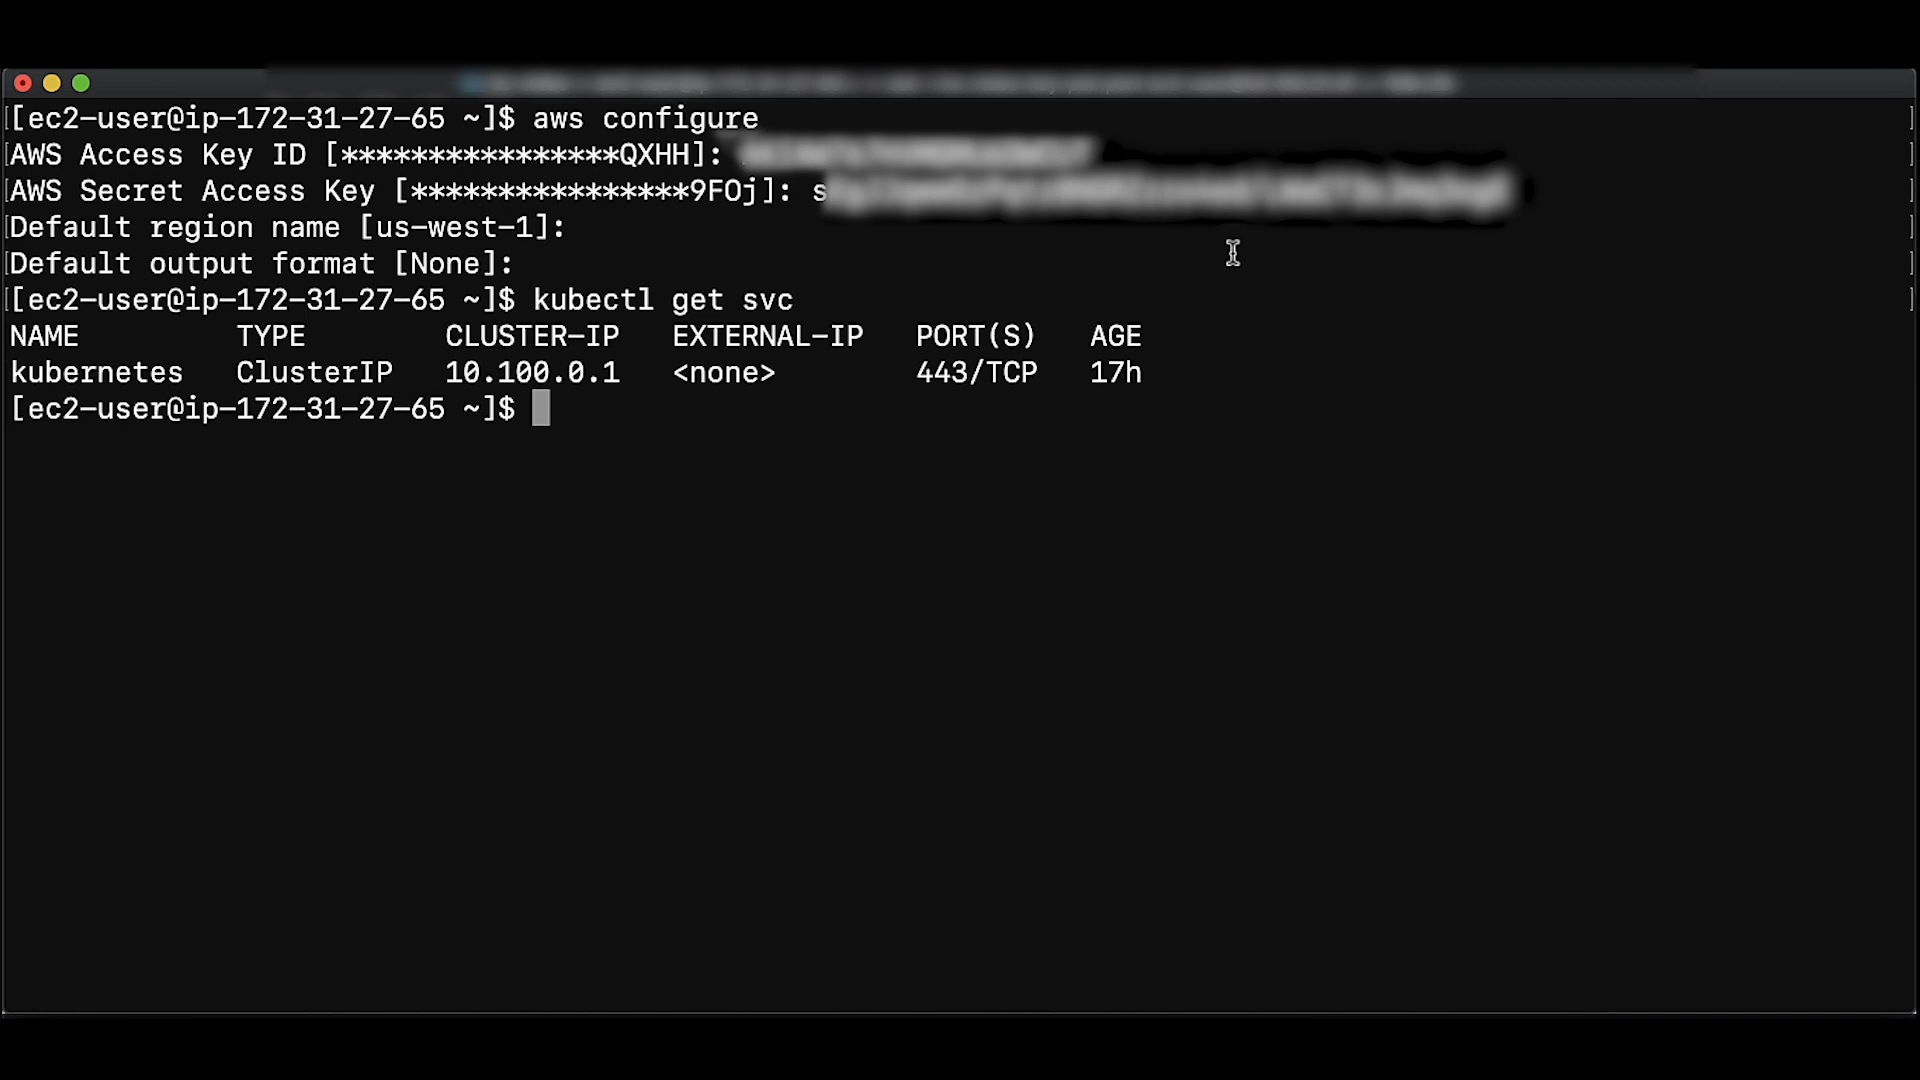 [ec2-user@ip-172-31-27-65 ~]$ aws configure
AWS Access Key ID [****************QXHH]:
AWS Secret Access Key [****************9FOj]: s
Default region name [us-west-1]:
Default output format [None]:
[ec2-user@ip-172-31-27-65 ~]$ kubectl get svc
NAME TYPE CLUSTER-IP EXTERNAL-IP PORT(S) AGE
kubernetes ClusterIP 10.100.0.1 <none> 443/TCP 17h
[ec2-user@ip-172-31-27-65 ~]$